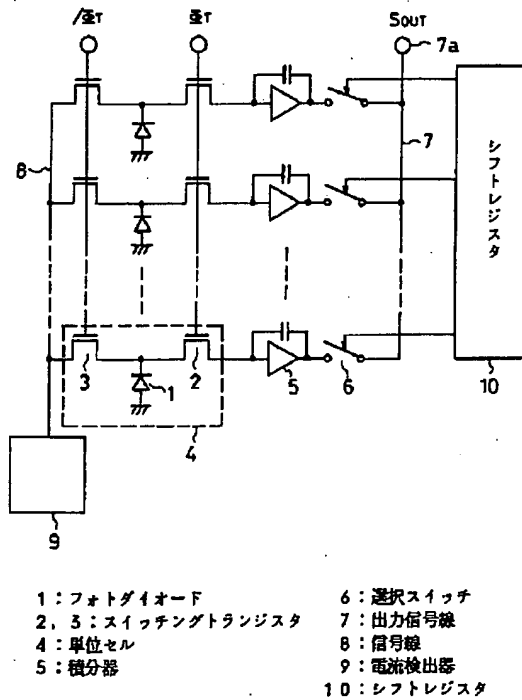 /ΦT
ΦT
SOUT
7a
8
7
シフトレジスタ
3
1
2
5
6
10
4
9
1：フォトダイオード
2，3：スイッチングトランジスタ
4：単位セル
5：積分器
6：選択スイッチ
7：出力信号線
8：信号線
9：電流検出器
10：シフトレジスタ